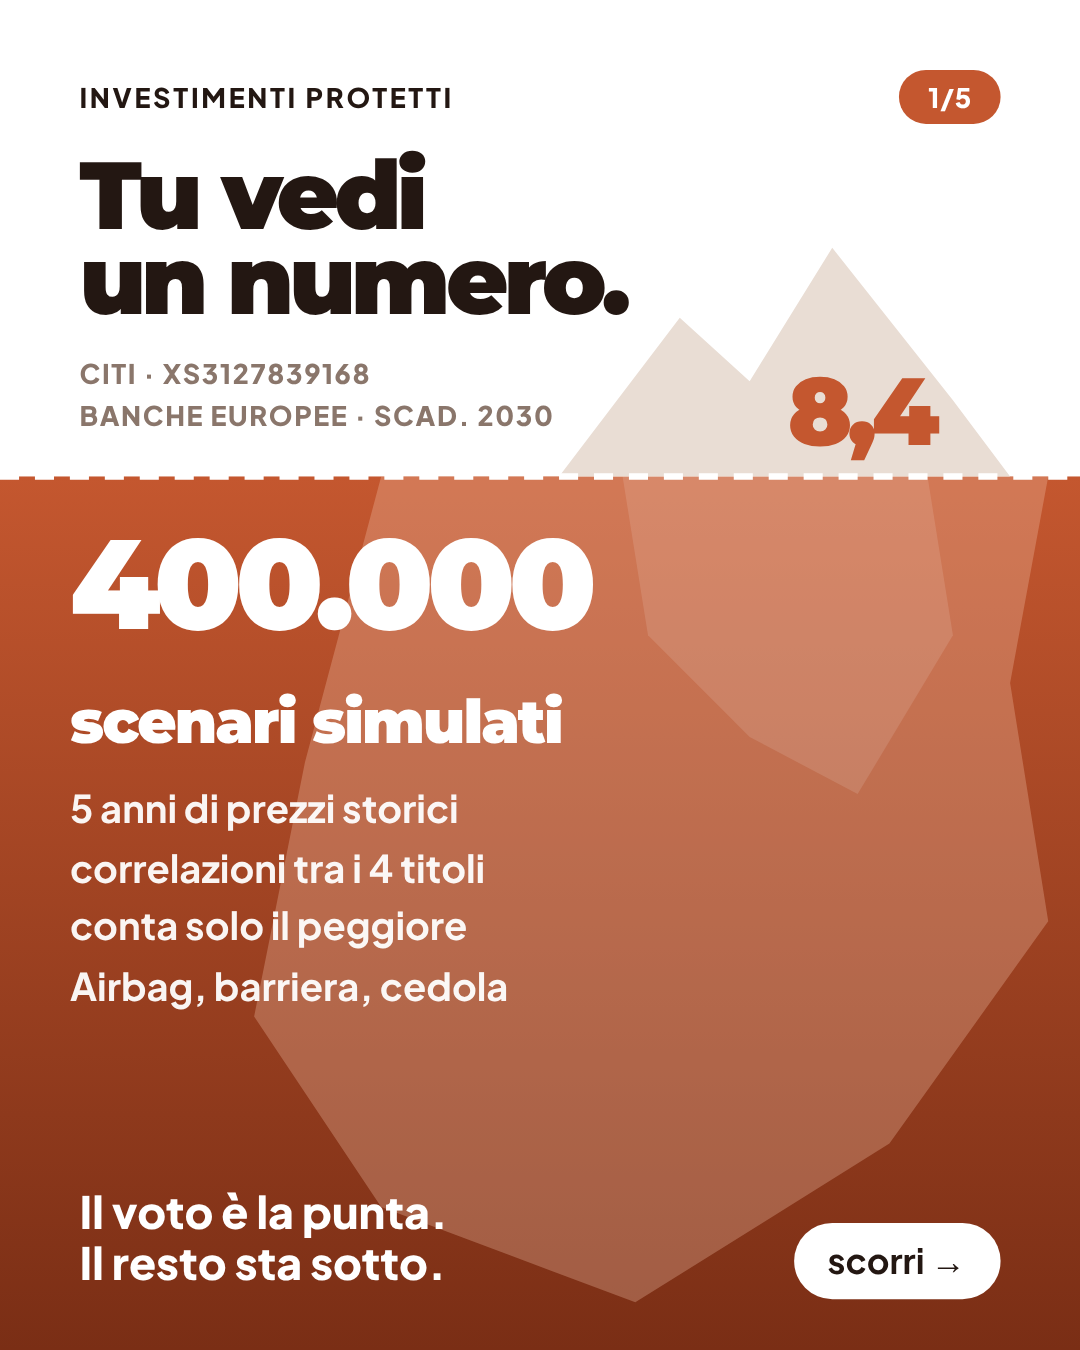 INVESTIMENTI PROTETTI
1/5
Tu vedi
un numero.
CITI · XS3127839168
BANCHE EUROPEE · SCAD. 2030
8,4
400.000
scenari simulati
5 anni di prezzi storici
correlazioni tra i 4 titoli
conta solo il peggiore
Airbag, barriera, cedola
Il voto è la punta.
Il resto sta sotto.
scorri →